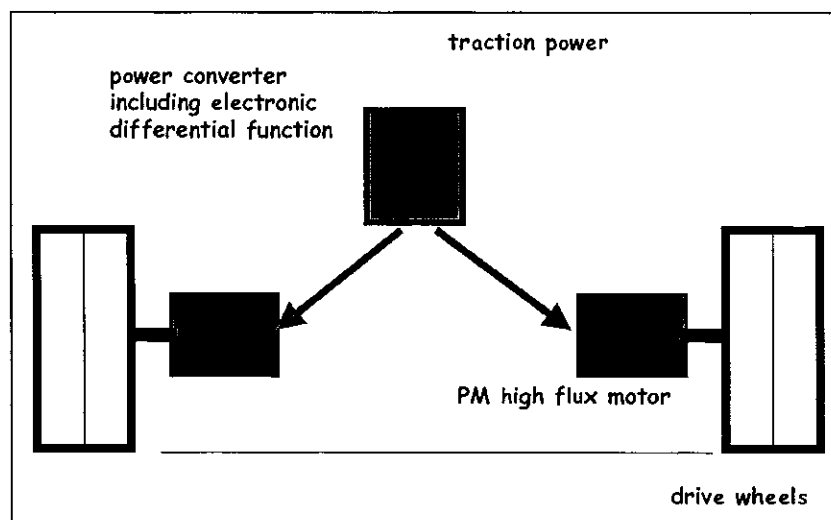 traction power
power converter
including electronic
differential function
PM high flux motor
drive wheels